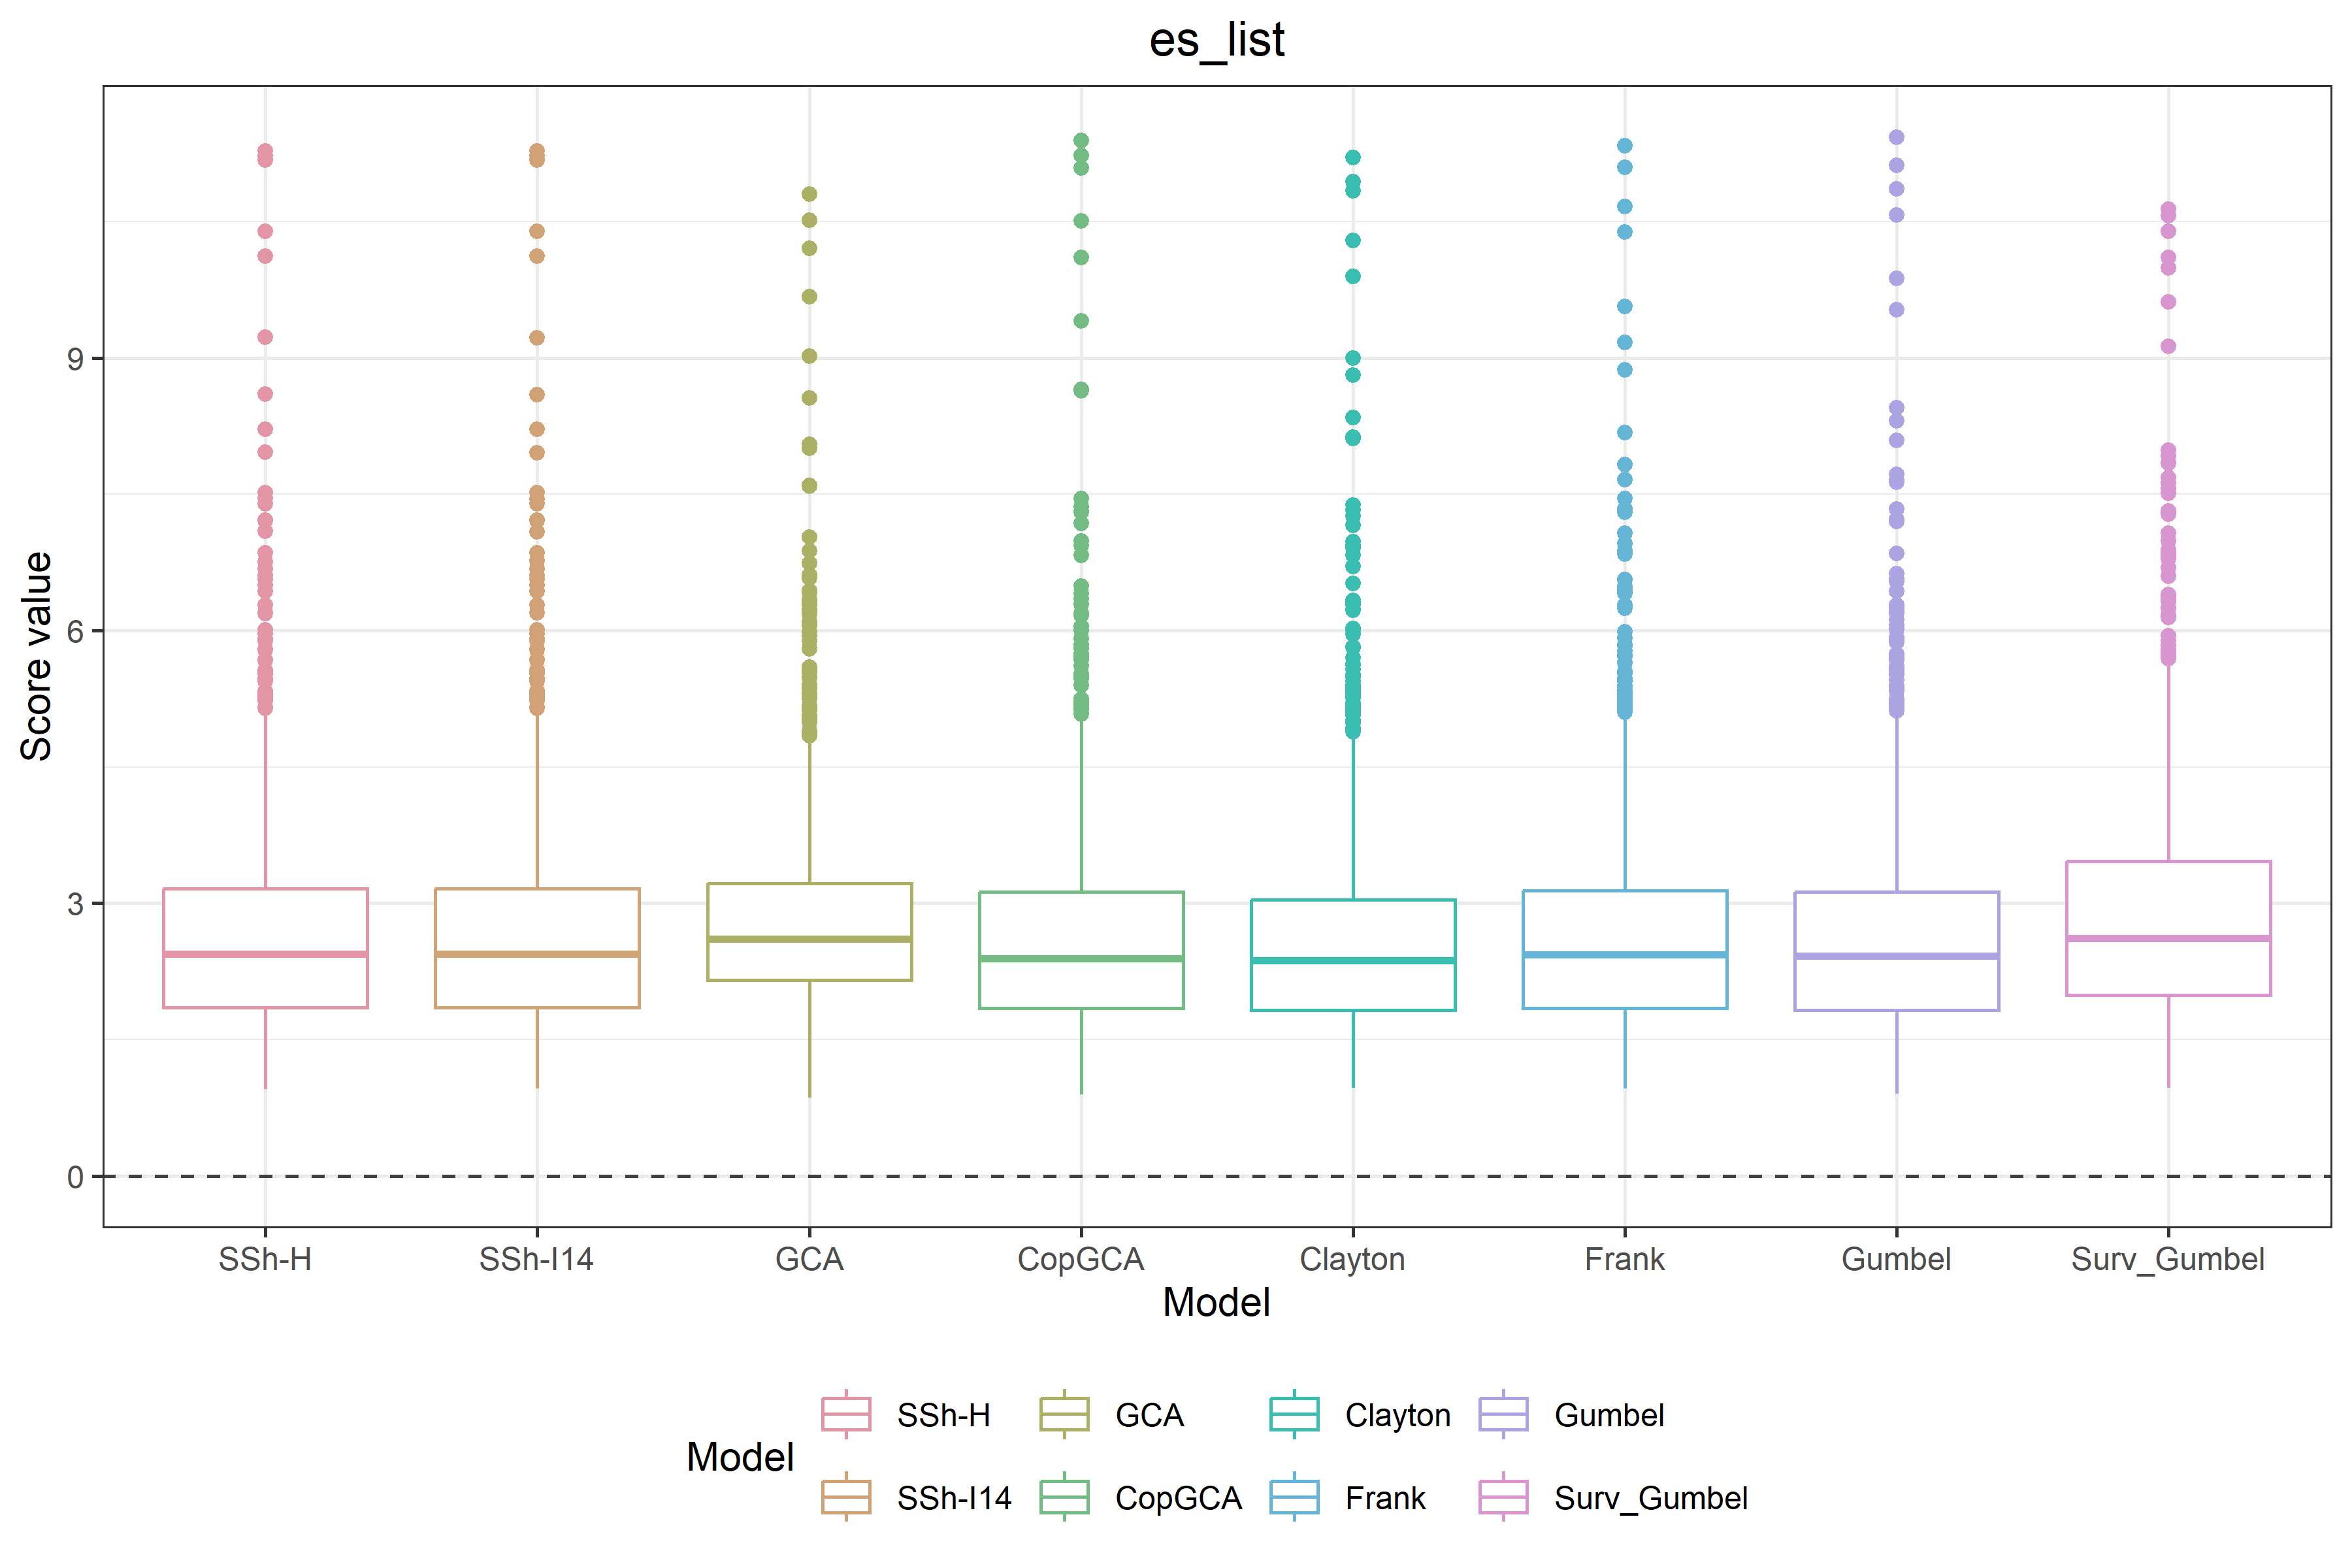 es_list
Score value
9
6
3
0
SSh-H SSh-I14 GCA CopGCA Clayton Frank Gumbel Surv_Gumbel
Model
Model
SSh-H GCA Clayton Gumbel
SSh-I14 CopGCA Frank Surv_Gumbel